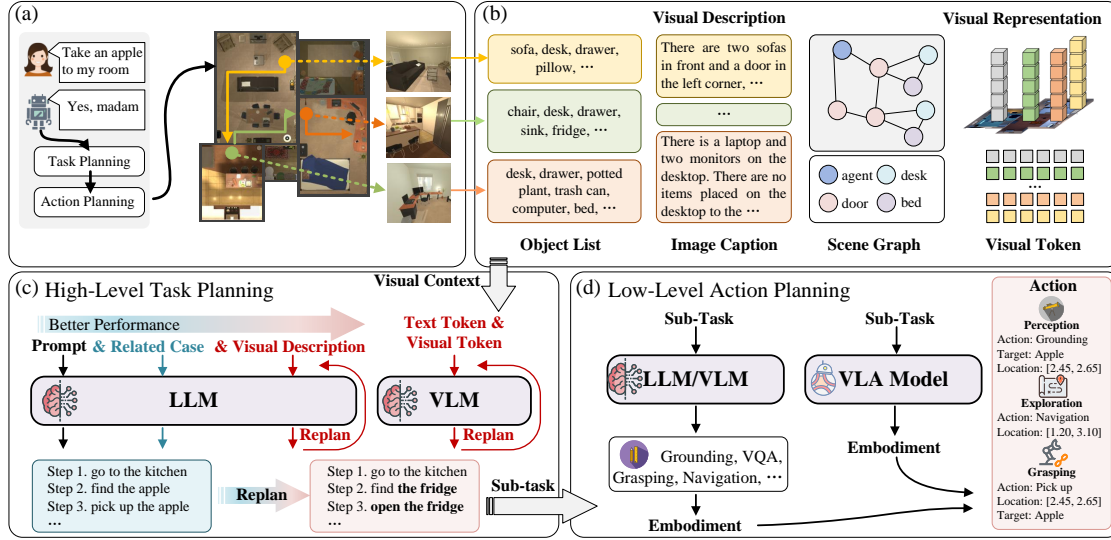 (a)
Take an apple
to my room
Yes, madam
Task Planning
Action Planning
(b)
Visual Description
Visual Representation
sofa, desk, drawer,
pillow, ⋯
chair, desk, drawer,
sink, fridge, ⋯
desk, drawer, potted
plant, trash can,
computer, bed, ⋯
Object List
There are two sofas
in front and a door in
the left corner, ⋯
⋯
There is a laptop and
two monitors on the
desktop. There are no
items placed on the
desktop to the ⋯
Image Caption
agent
desk
door
bed
Scene Graph
⋯
Visual Token
Visual Context
(c) High-Level Task Planning
Better Performance
Prompt & Related Case & Visual Description
Text Token &
Visual Token
LLM
VLM
Replan
Replan
Step 1. go to the kitchen
Step 2. find the apple
Step 3. pick up the apple
⋯
Replan
Step 1. go to the kitchen
Step 2. find the fridge
Step 3. open the fridge
⋯
Sub-task
(d) Low-Level Action Planning
Sub-Task
LLM/VLM
Grounding, VQA,
Grasping, Navigation, ⋯
Embodiment
Sub-Task
VLA Model
Embodiment
Action
Perception
Action: Grounding
Target: Apple
Location: [2.45, 2.65]
Exploration
Action: Navigation
Location: [1.20, 3.10]
Grasping
Action: Pick up
Location: [2.45, 2.65]
Target: Apple